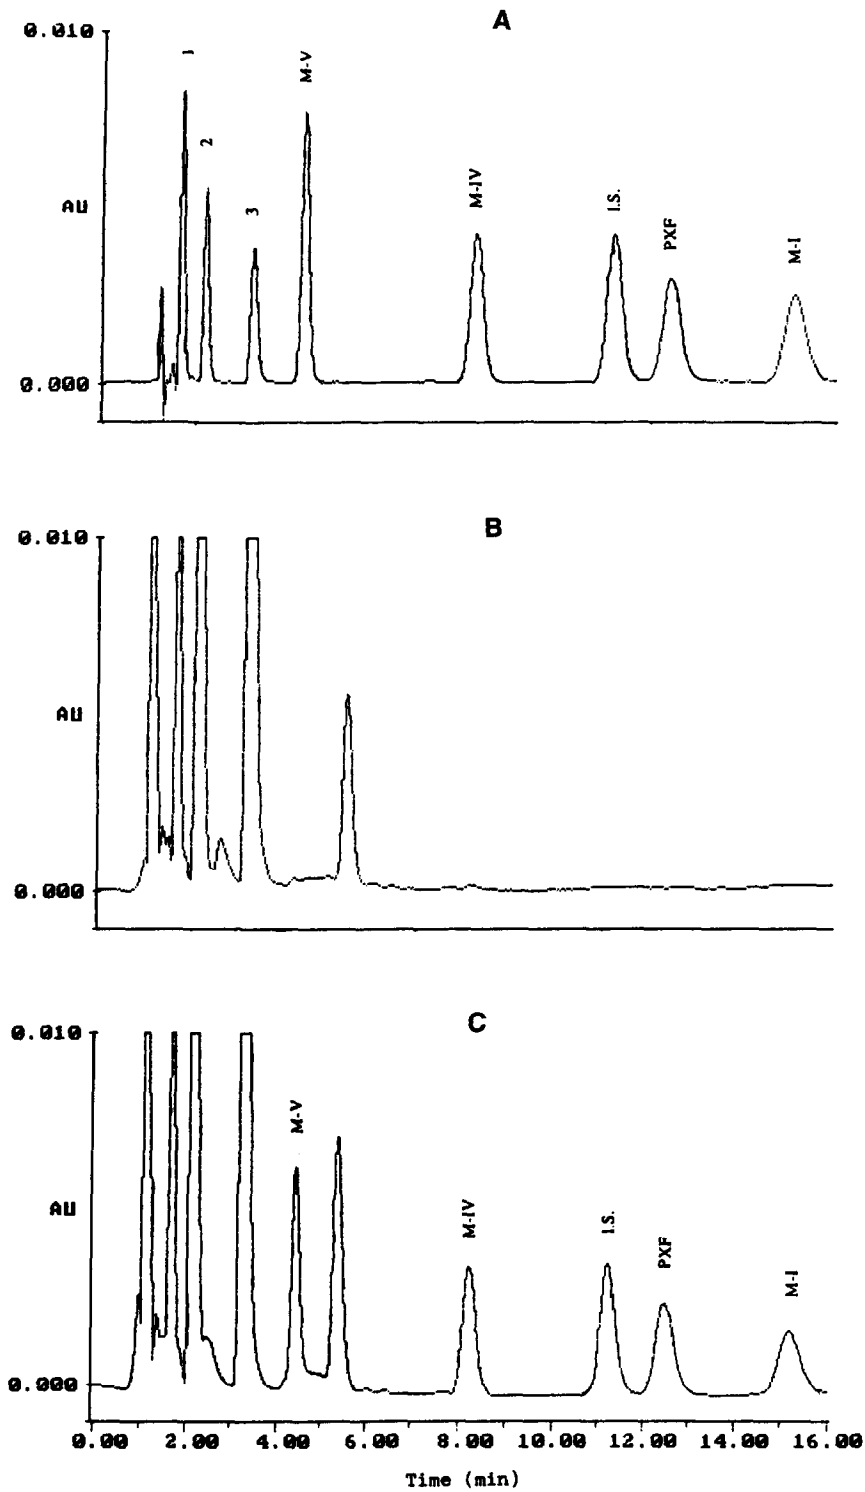 A
0.010
1
2
3
M-V
M-IV
I.S.
PXF
M-I
AU
0.000
B
0.010
AU
0.000
C
0.010
M-V
M-IV
I.S.
PXF
M-I
AU
0.000
0.00 2.00 4.00 6.00 8.00 10.00 12.00 14.00 16.00
Time (min)